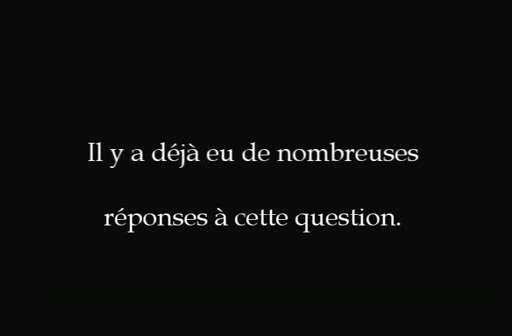 Il y a déjà eu de nombreuses
réponses à cette question.